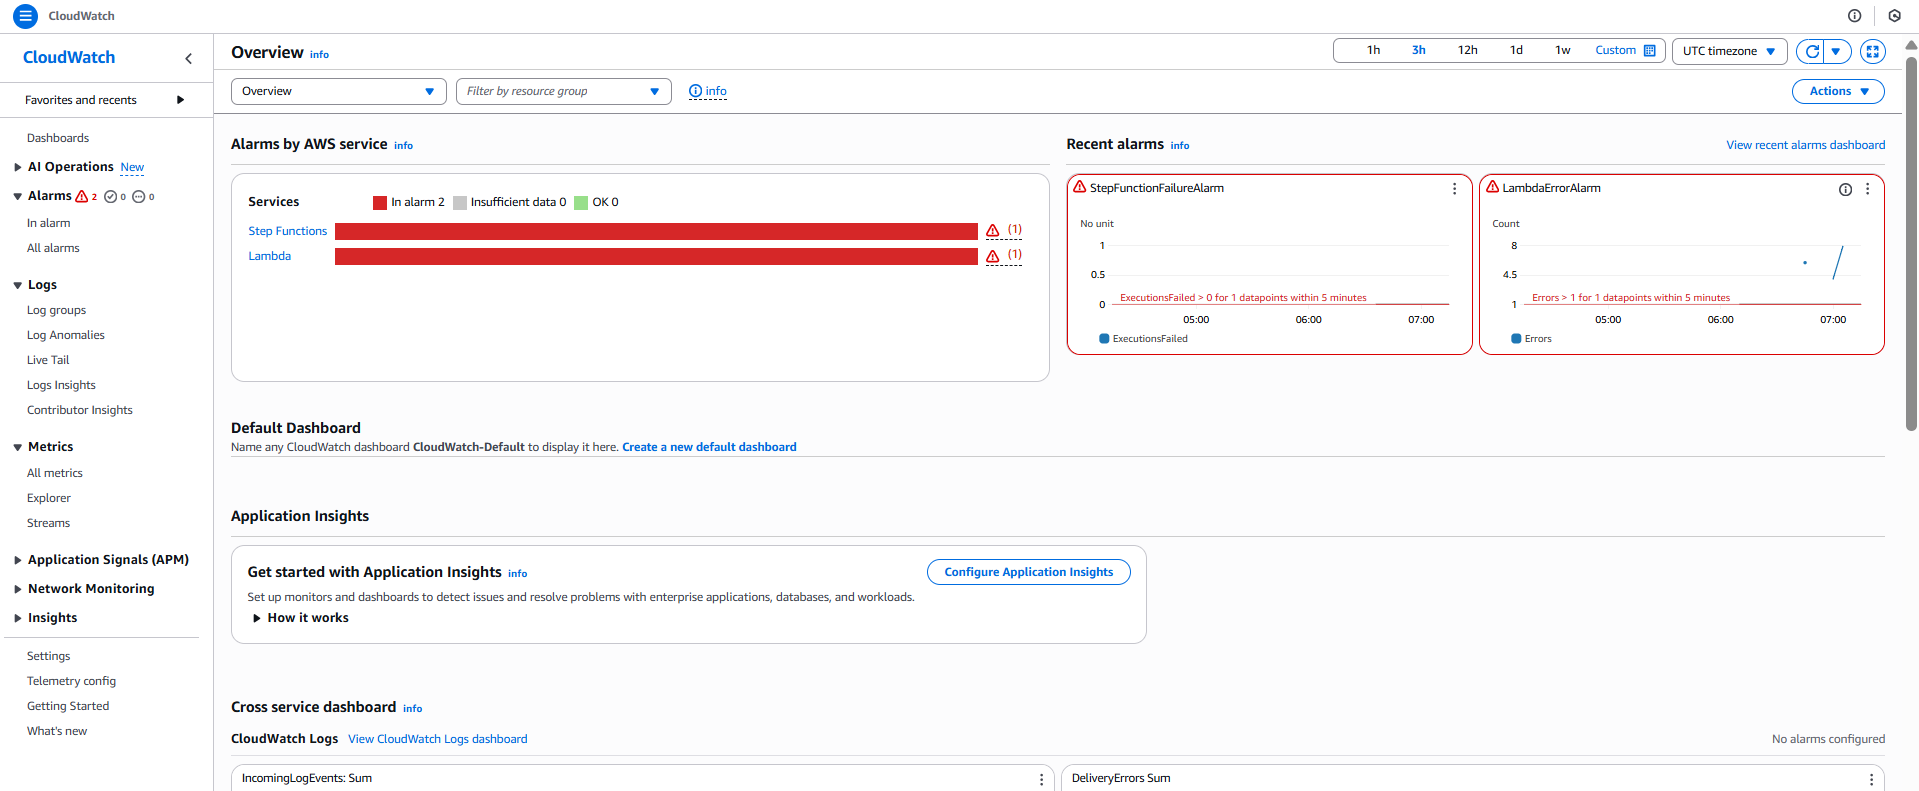 CloudWatch
CloudWatch
Favorites and recents
Dashboards
AI Operations New
Alarms 2 0 0
In alarm
All alarms
Logs
Log groups
Log Anomalies
Live Tail
Logs Insights
Contributor Insights
Metrics
All metrics
Explorer
Streams
Application Signals (APM)
Network Monitoring
Insights
Settings
Telemetry config
Getting Started
What's new
Overview info
1h 3h 12h 1d 1w Custom UTC timezone
Overview Filter by resource group info Actions
Alarms by AWS service info
Services In alarm 2 Insufficient data 0 OK 0
Step Functions (1)
Lambda (1)
Recent alarms info View recent alarms dashboard
StepFunctionFailureAlarm
No unit
1
0.5
ExecutionsFailed > 0 for 1 datapoints within 5 minutes
0
05:00 06:00 07:00
ExecutionsFailed
LambdaErrorAlarm
Count
8
4.5
Errors > 1 for 1 datapoints within 5 minutes
1
05:00 06:00 07:00
Errors
Default Dashboard
Name any CloudWatch dashboard CloudWatch-Default to display it here. Create a new default dashboard
Application Insights
Get started with Application Insights info Configure Application Insights
Set up monitors and dashboards to detect issues and resolve problems with enterprise applications, databases, and workloads.
How it works
Cross service dashboard info
CloudWatch Logs View CloudWatch Logs dashboard No alarms configured
IncomingLogEvents: Sum
DeliveryErrors Sum